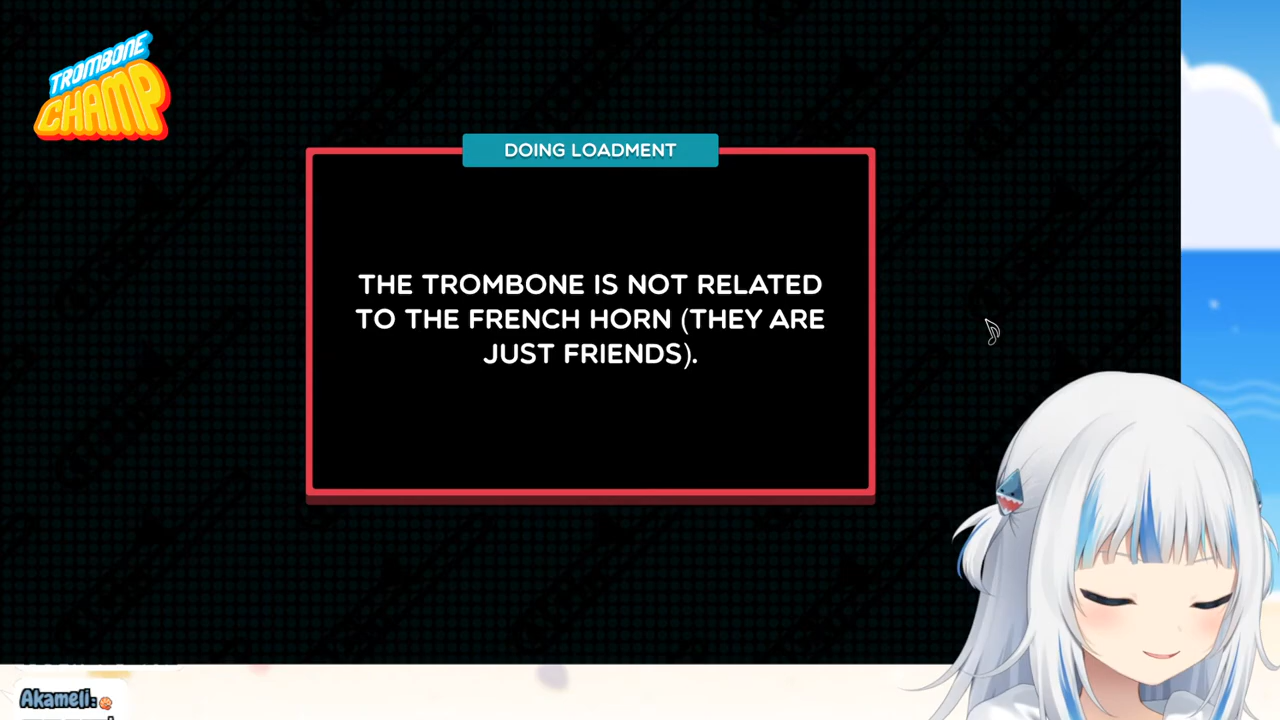 TROMBONE
CHAMP
DOING LOADMENT
THE TROMBONE IS NOT RELATED
TO THE FRENCH HORN (THEY ARE
JUST FRIENDS).
Akameli: